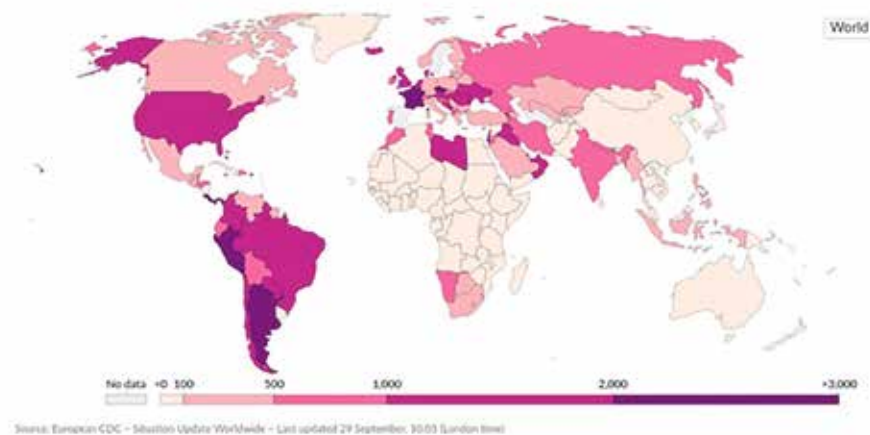 World
No data +0 100 500 1,000 2,000 >3,000
Source: European CDC – Situation Update Worldwide – Last updated 29 September, 10:03 (London time)